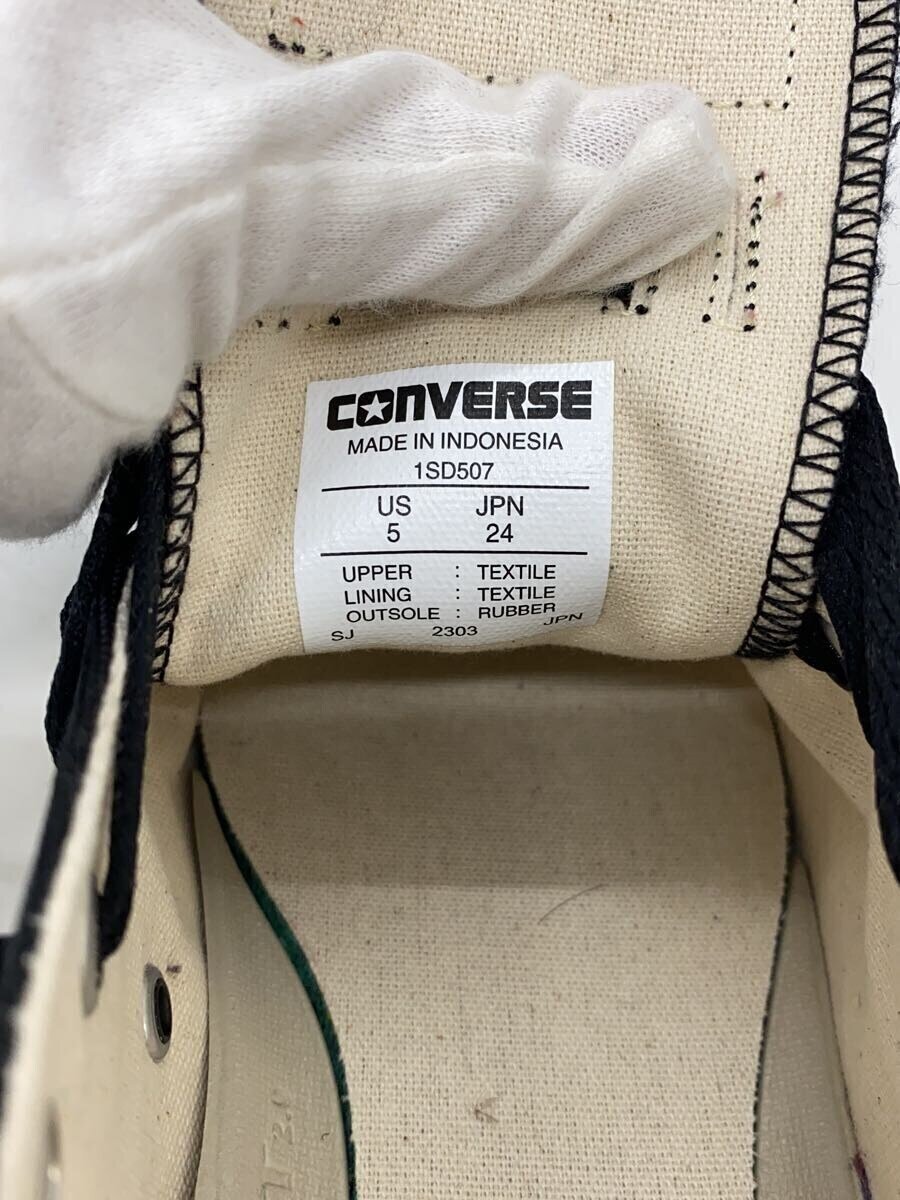 CONVERSE
MADE IN INDONESIA
1SD507
US JPN
5 24
UPPER : TEXTILE
LINING : TEXTILE
OUTSOLE : RUBBER
SJ 2303 JPN